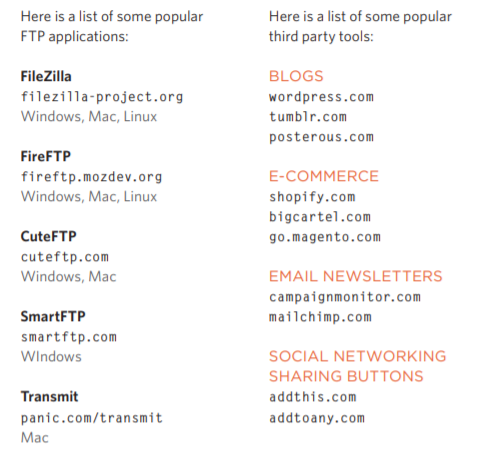 Here is a list of some popular
FTP applications:
FileZilla
filezilla-project.org
Windows, Mac, Linux
FireFTP
fireftp.mozdev.org
Windows, Mac, Linux
CuteFTP
cuteftp.com
Windows, Mac
SmartFTP
smartftp.com
WIndows
Transmit
panic.com/transmit
Mac
Here is a list of some popular
third party tools:
BLOGS
wordpress.com
tumblr.com
posterous.com
E-COMMERCE
shopify.com
bigcartel.com
go.magento.com
EMAIL NEWSLETTERS
campaignmonitor.com
mailchimp.com
SOCIAL NETWORKING
SHARING BUTTONS
addthis.com
addtoany.com